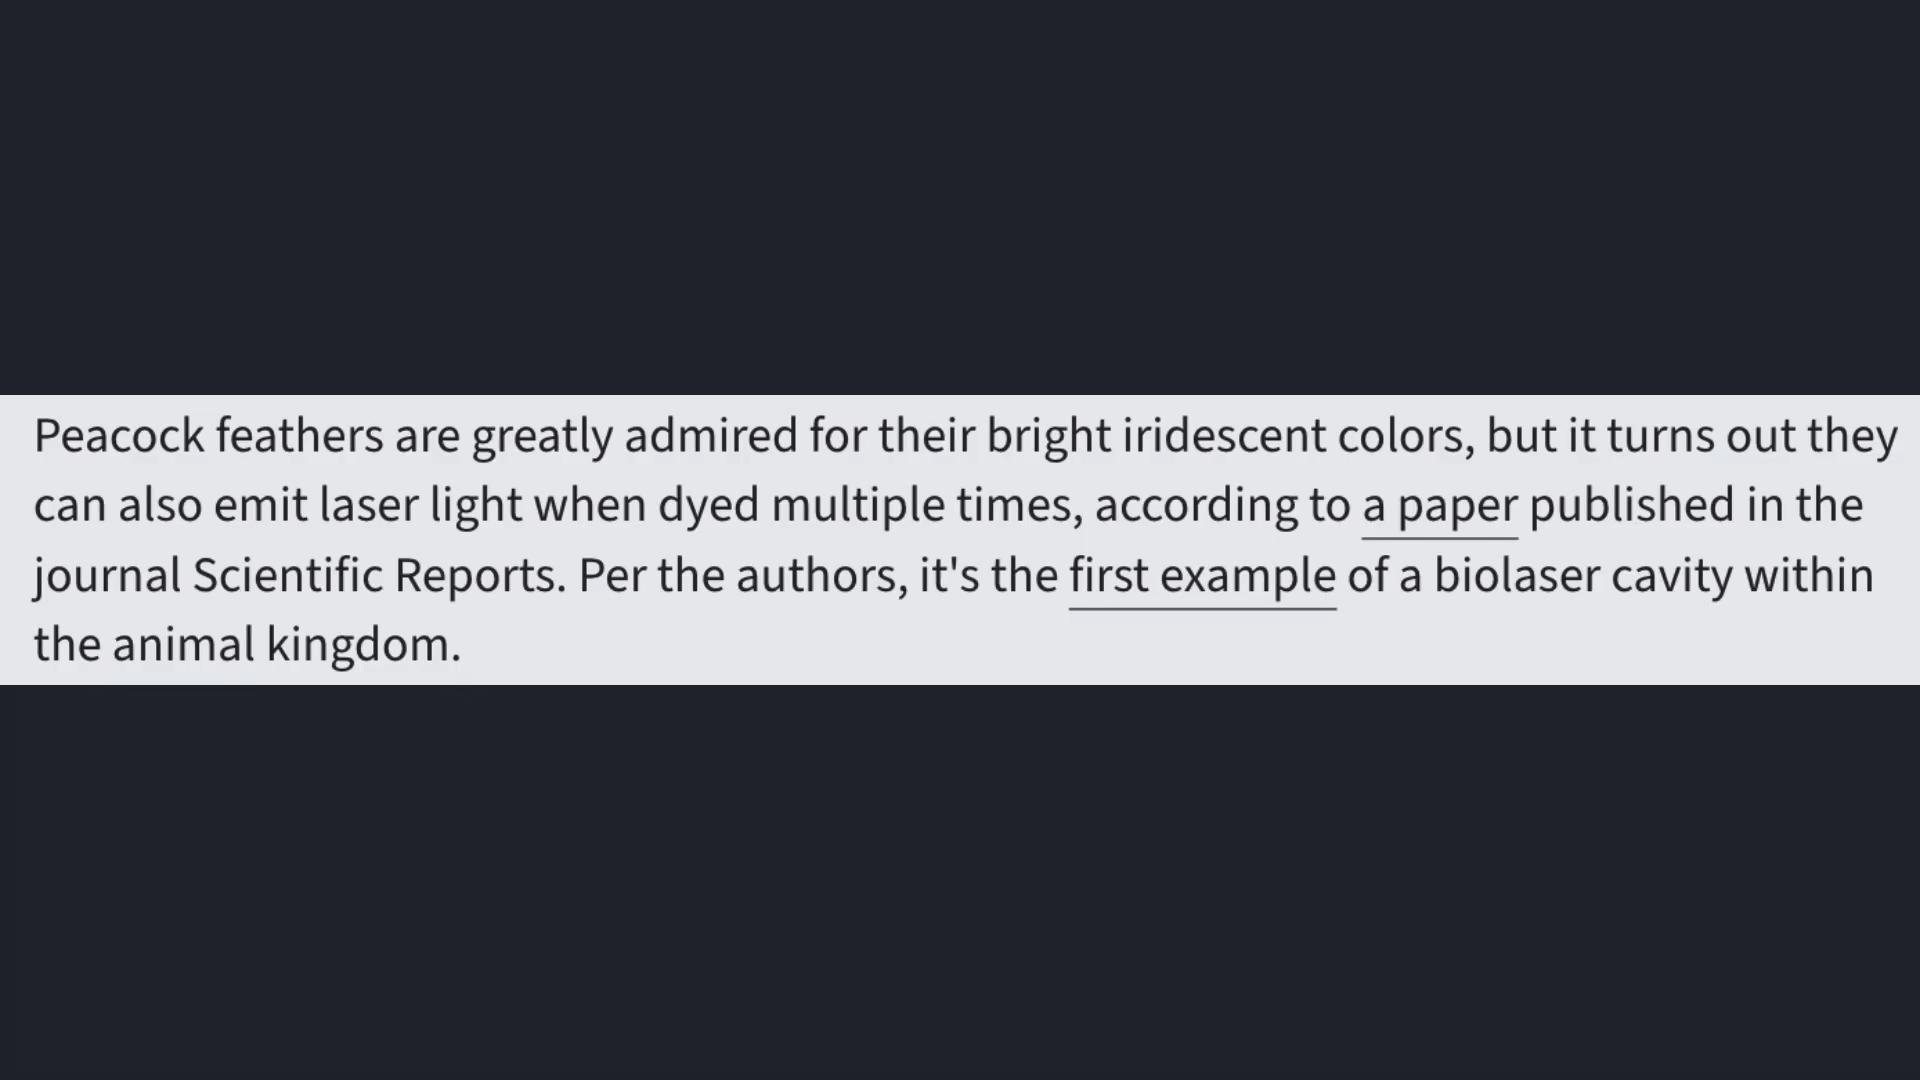 Peacock feathers are greatly admired for their bright iridescent colors, but it turns out they
can also emit laser light when dyed multiple times, according to a paper published in the
journal Scientific Reports. Per the authors, it's the first example of a biolaser cavity within
the animal kingdom.